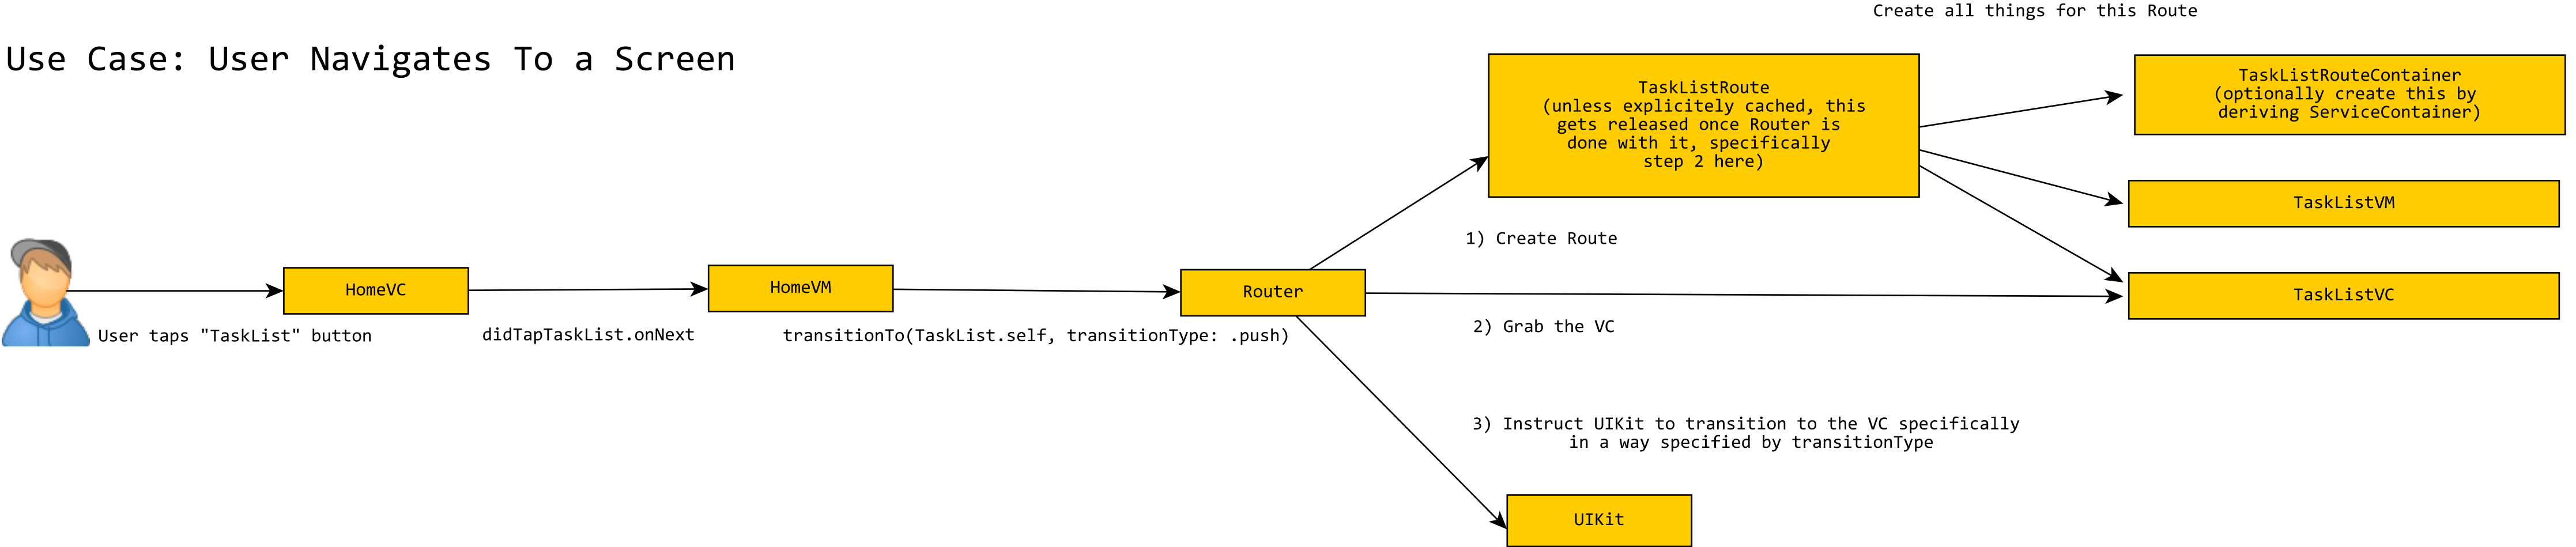 Create all things for this Route
Use Case: User Navigates To a Screen
TaskListRoute
(unless explicitely cached, this
gets released once Router is
done with it, specifically
step 2 here)
TaskListRouteContainer
(optionally create this by
deriving ServiceContainer)
TaskListVM
1) Create Route
HomeVC
HomeVM
Router
TaskListVC
User taps "TaskList" button
didTapTaskList.onNext
transitionTo(TaskList.self, transitionType: .push)
2) Grab the VC
3) Instruct UIKit to transition to the VC specifically
in a way specified by transitionType
UIKit